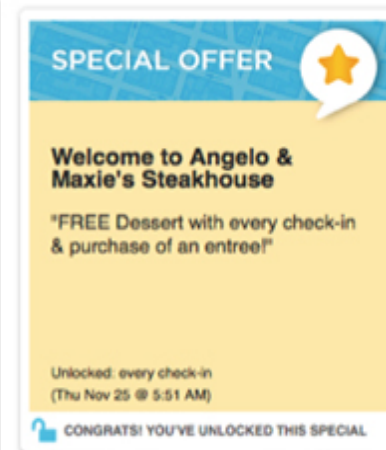 SPECIAL OFFER
Welcome to Angelo &
Maxie's Steakhouse
"FREE Dessert with every check-in
& purchase of an entree!"
Unlocked: every check-in
(Thu Nov 25 @ 5:51 AM)
CONGRATS! YOU'VE UNLOCKED THIS SPECIAL